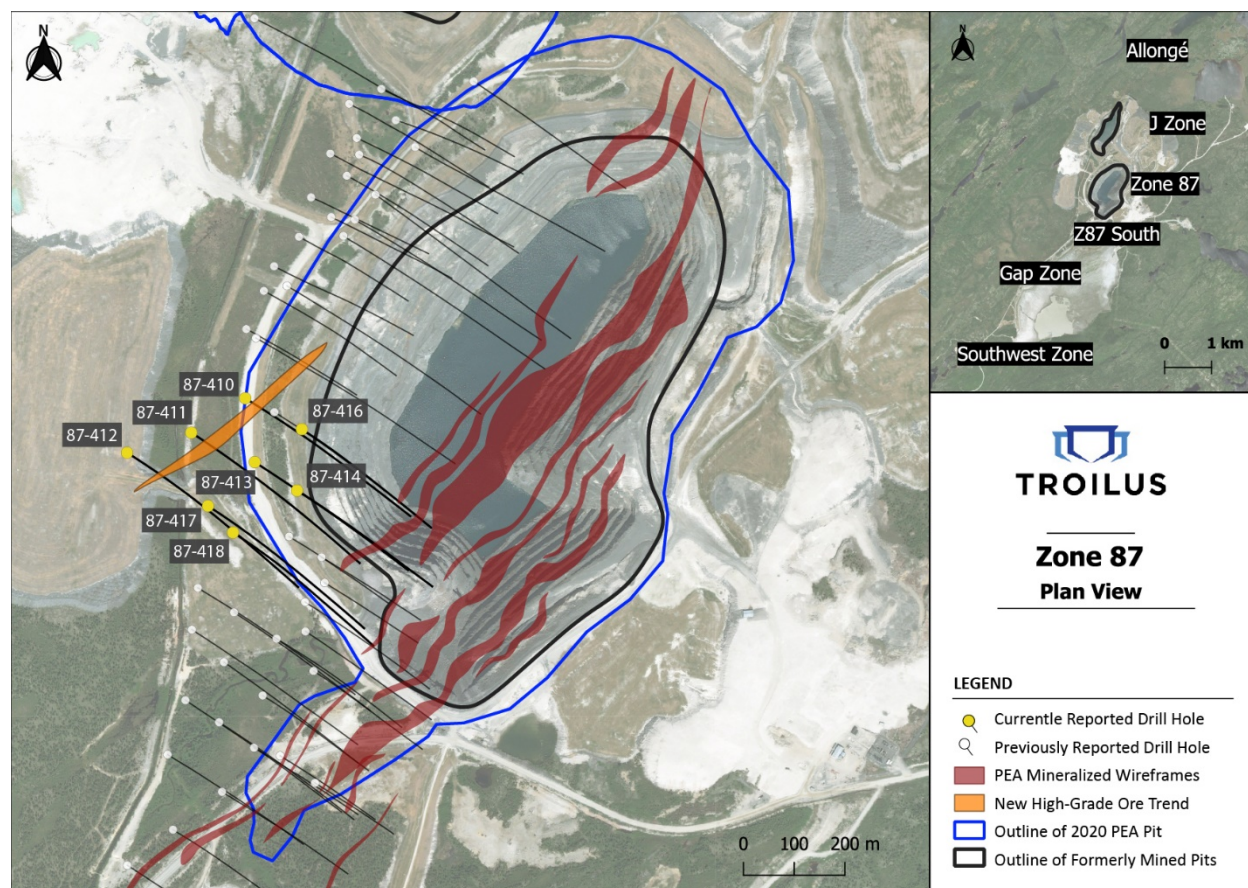 N
87-410
87-411
87-416
87-412
87-413
87-414
87-417
87-418
0 100 200 m
N
Allongé
J Zone
Zone 87
Z87 South
Gap Zone
0 1 km
Southwest Zone
TROILUS
Zone 87
Plan View
LEGEND
Currentle Reported Drill Hole
Previously Reported Drill Hole
PEA Mineralized Wireframes
New High-Grade Ore Trend
Outline of 2020 PEA Pit
Outline of Formerly Mined Pits